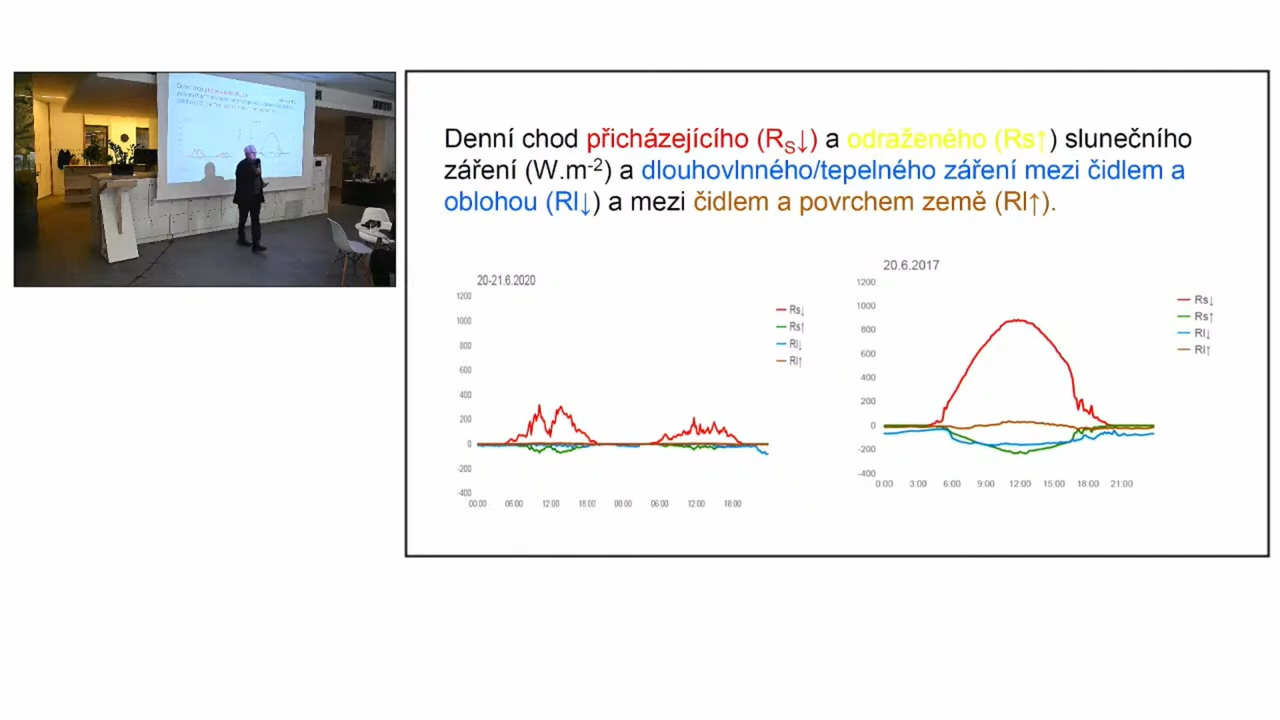 Denní chod přicházejícího (RS↓) a odraženého (Rs↑) slunečního
záření (W.m-2) a dlouhovlnného/tepelného záření mezi čidlem a
oblohou (Rl↓) a mezi čidlem a povrchem země (Rl↑).
20-21.6.2020
1200
1000
800
600
400
200
0
-200
-400
00:00 06:00 12:00 18:00 00:00 06:00 12:00 18:00
Rs↓
Rs↑
Rl↓
Rl↑
20.6.2017
1200
1000
800
600
400
200
0
-200
-400
0:00 3:00 6:00 9:00 12:00 15:00 18:00 21:00
Rs↓
Rs↑
Rl↓
Rl↑